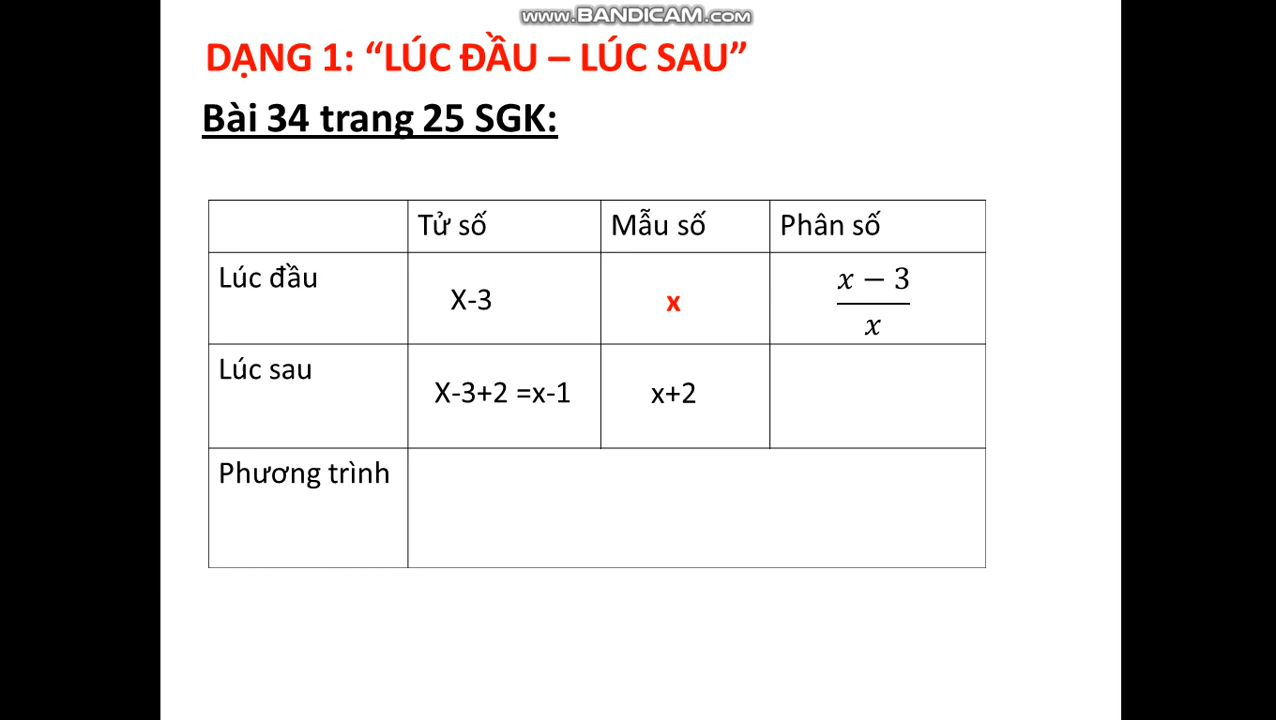 www.BANDICAM.com
DẠNG 1: “LÚC ĐẦU – LÚC SAU”
Bài 34 trang 25 SGK:
Tử số Mẫu số Phân số
Lúc đầu X-3 x \frac{x-3}{x}
Lúc sau X-3+2 =x-1 x+2
Phương trình